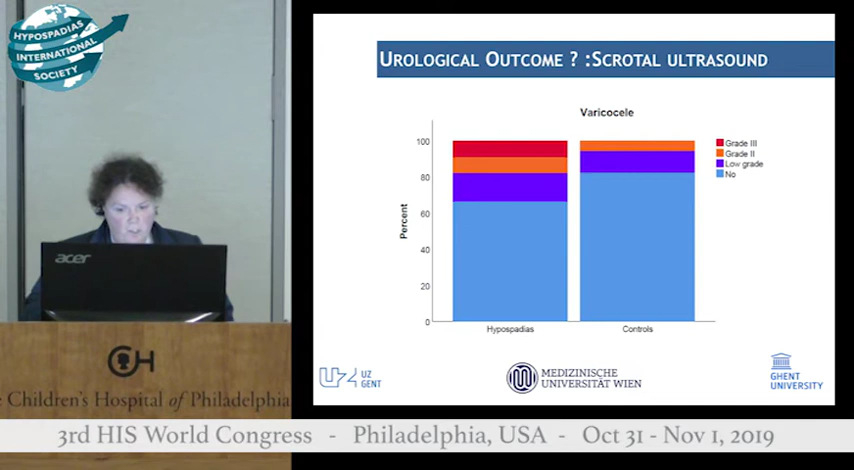 HYPOSPADIAS
INTERNATIONAL
SOCIETY
UROLOGICAL OUTCOME ? :SCROTAL ULTRASOUND
Varicocele
100
80
60
40
20
0
Percent
Hypospadias
Controls
Grade III
Grade II
Low grade
No
UZ
GENT
MEDIZINISCHE
UNIVERSITÄT WIEN
GHENT
UNIVERSITY
acer
Children's Hospital of Philadelphia
3rd HIS World Congress - Philadelphia, USA - Oct 31 - Nov 1, 2019